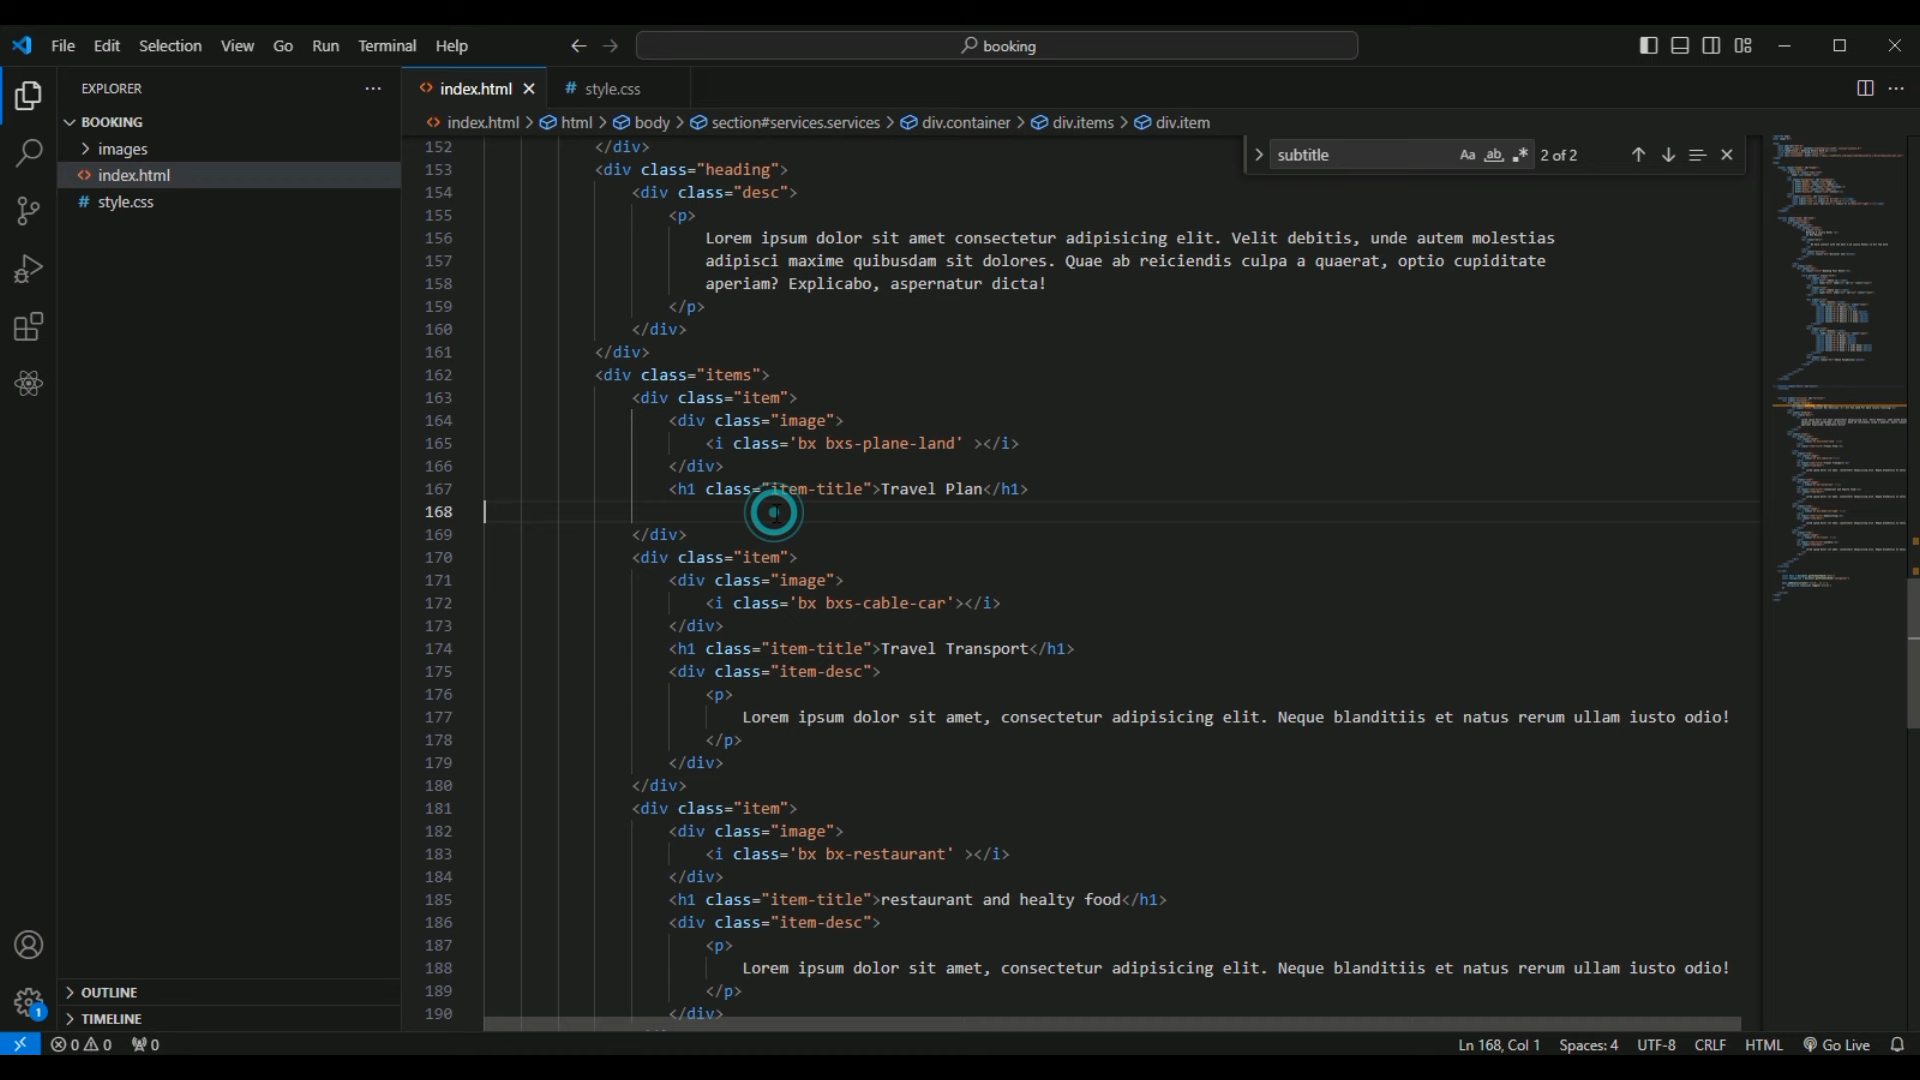 File Edit Selection View Go Run Terminal Help booking
EXPLORER
BOOKING
images
index.html
style.css
OUTLINE
TIMELINE
index.html style.css
index.html > html > body > section#services.services > div.container > div.items > div.item
subtitle Aa ab 2 of 2
152 </div>
153 <div class="heading">
154 <div class="desc">
155 <p>
156 Lorem ipsum dolor sit amet consectetur adipisicing elit. Velit debitis, unde autem molestias
157 adipisci maxime quibusdam sit dolores. Quae ab reiciendis culpa a quaerat, optio cupiditate
158 aperiam? Explicabo, aspernatur dicta!
159 </p>
160 </div>
161 </div>
162 <div class="items">
163 <div class="item">
164 <div class="image">
165 <i class='bx bxs-plane-land' ></i>
166 </div>
167 <h1 class="item-title">Travel Plan</h1>
168
169 </div>
170 <div class="item">
171 <div class="image">
172 <i class='bx bxs-cable-car'></i>
173 </div>
174 <h1 class="item-title">Travel Transport</h1>
175 <div class="item-desc">
176 <p>
177 Lorem ipsum dolor sit amet, consectetur adipisicing elit. Neque blanditiis et natus rerum ullam iusto odio!
178 </p>
179 </div>
180 </div>
181 <div class="item">
182 <div class="image">
183 <i class='bx bx-restaurant' ></i>
184 </div>
185 <h1 class="item-title">restaurant and healty food</h1>
186 <div class="item-desc">
187 <p>
188 Lorem ipsum dolor sit amet, consectetur adipisicing elit. Neque blanditiis et natus rerum ullam iusto odio!
189 </p>
190 </div>
1
0 0 0 Ln 168, Col 1 Spaces: 4 UTF-8 CRLF HTML Go Live